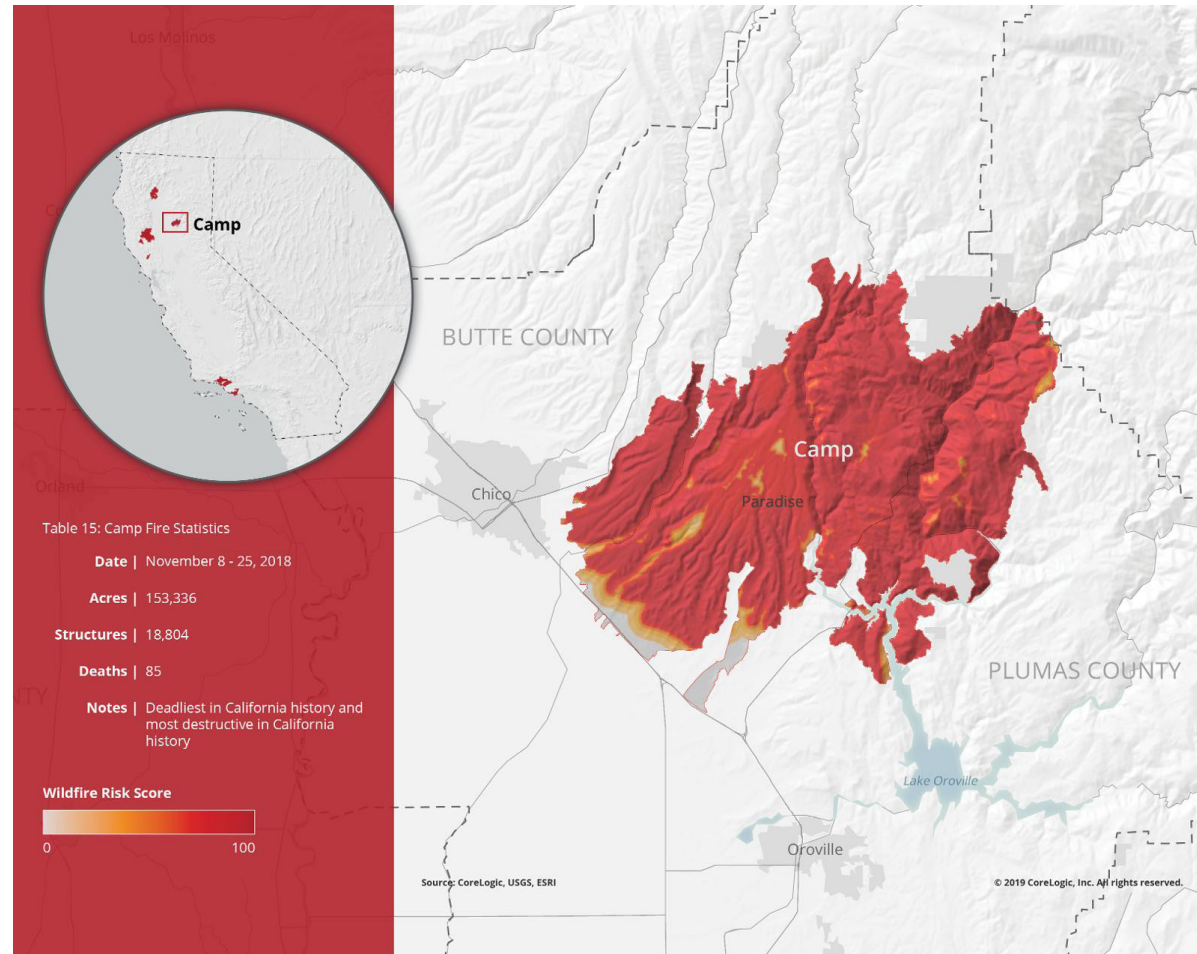 Los Molinos
Camp
Orland
Table 15: Camp Fire Statistics
Date | November 8 - 25, 2018
Acres | 153,336
Structures | 18,804
Deaths | 85
Notes | Deadliest in California history and
most destructive in California
history
Wildfire Risk Score
0 100
BUTTE COUNTY
Camp
Chico
Paradise
PLUMAS COUNTY
Lake Oroville
Oroville
Source: CoreLogic, USGS, ESRI
© 2019 CoreLogic, Inc. All rights reserved.